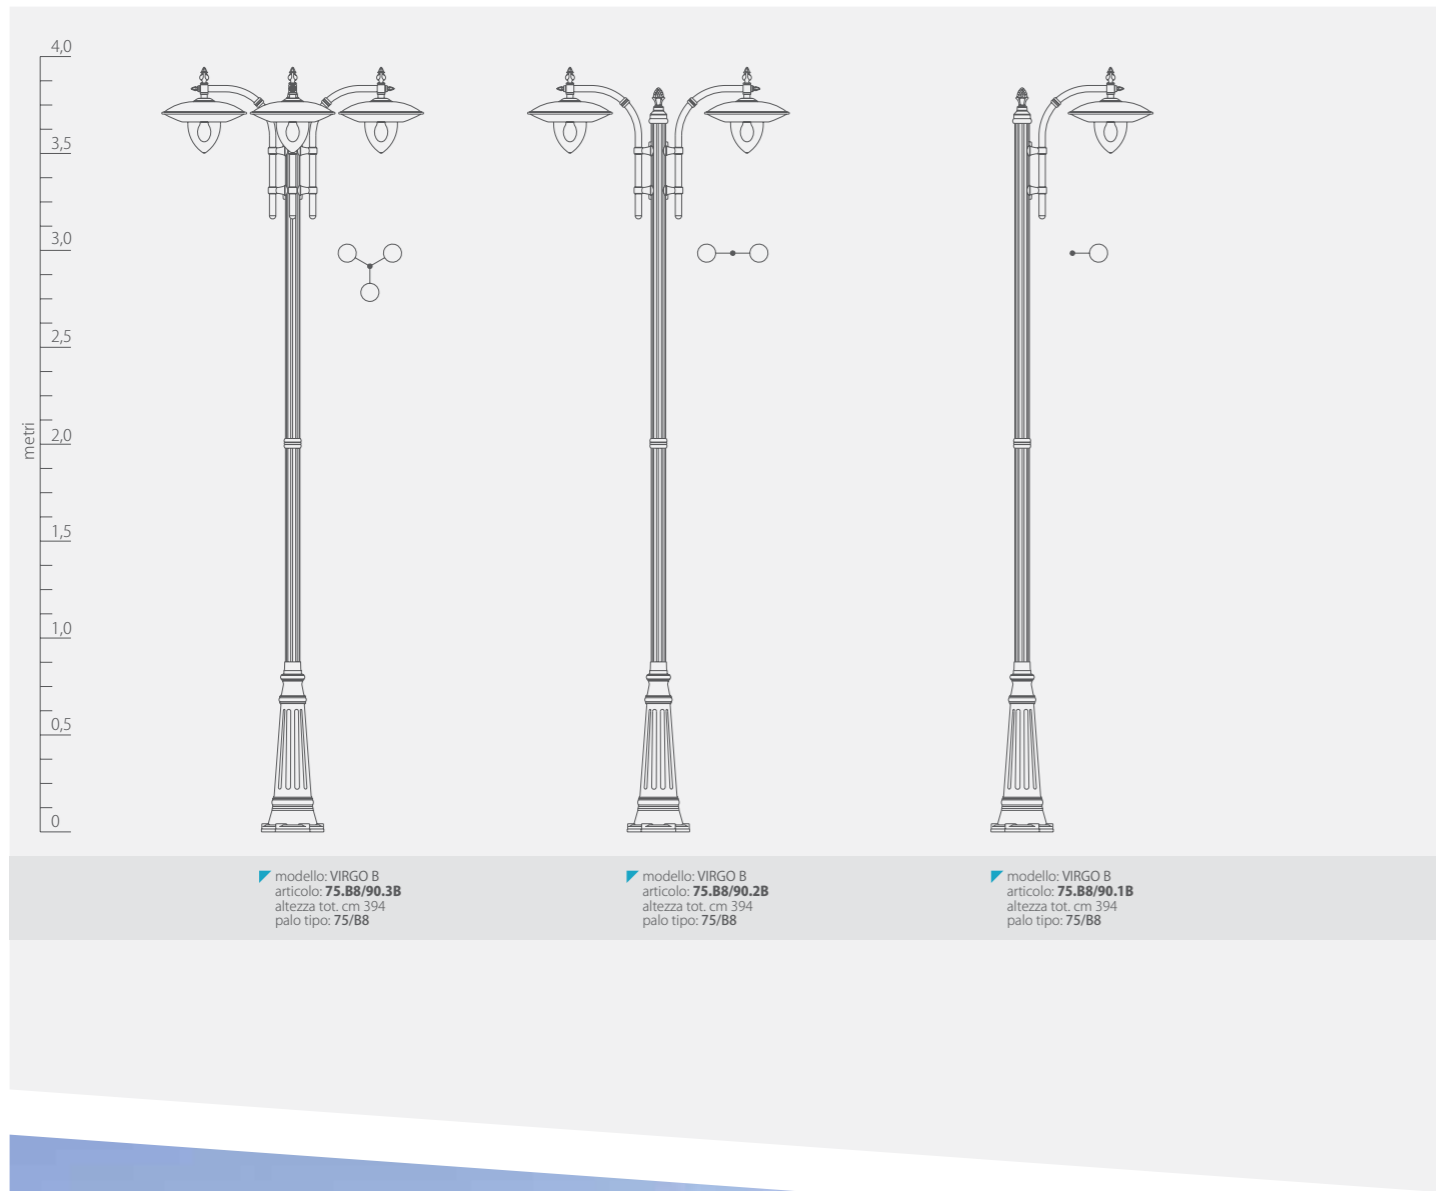 4,0
3,5
3,0
2,5
2,0
1,5
1,0
0,5
0
metri
modello: VIRGO B
articolo: 75.B8/90.3B
altezza tot. cm 394
palo tipo: 75/B8
modello: VIRGO B
articolo: 75.B8/90.2B
altezza tot. cm 394
palo tipo: 75/B8
modello: VIRGO B
articolo: 75.B8/90.1B
altezza tot. cm 394
palo tipo: 75/B8